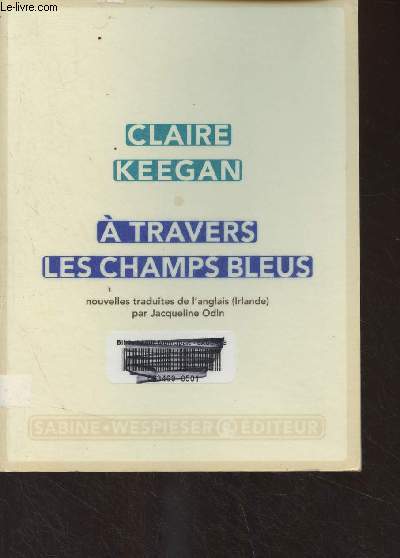 Le-livre.com
CLAIRE
KEEGAN
À TRAVERS
LES CHAMPS BLEUS
nouvelles traduites de l'anglais (Irlande)
par Jacqueline Odin
SABINE • WESPIESER ÉDITEUR